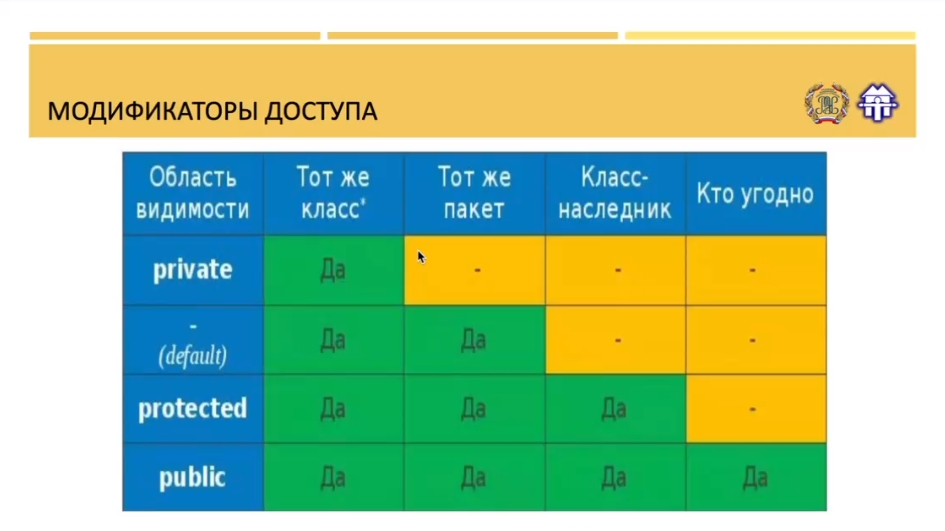 МОДИФИКАТОРЫ ДОСТУПА
Область видимости
Тот же класс*
Тот же пакет
Класс-наследник
Кто угодно
private
Да
-
-
-
-
(default)
Да
Да
-
-
protected
Да
Да
Да
-
public
Да
Да
Да
Да